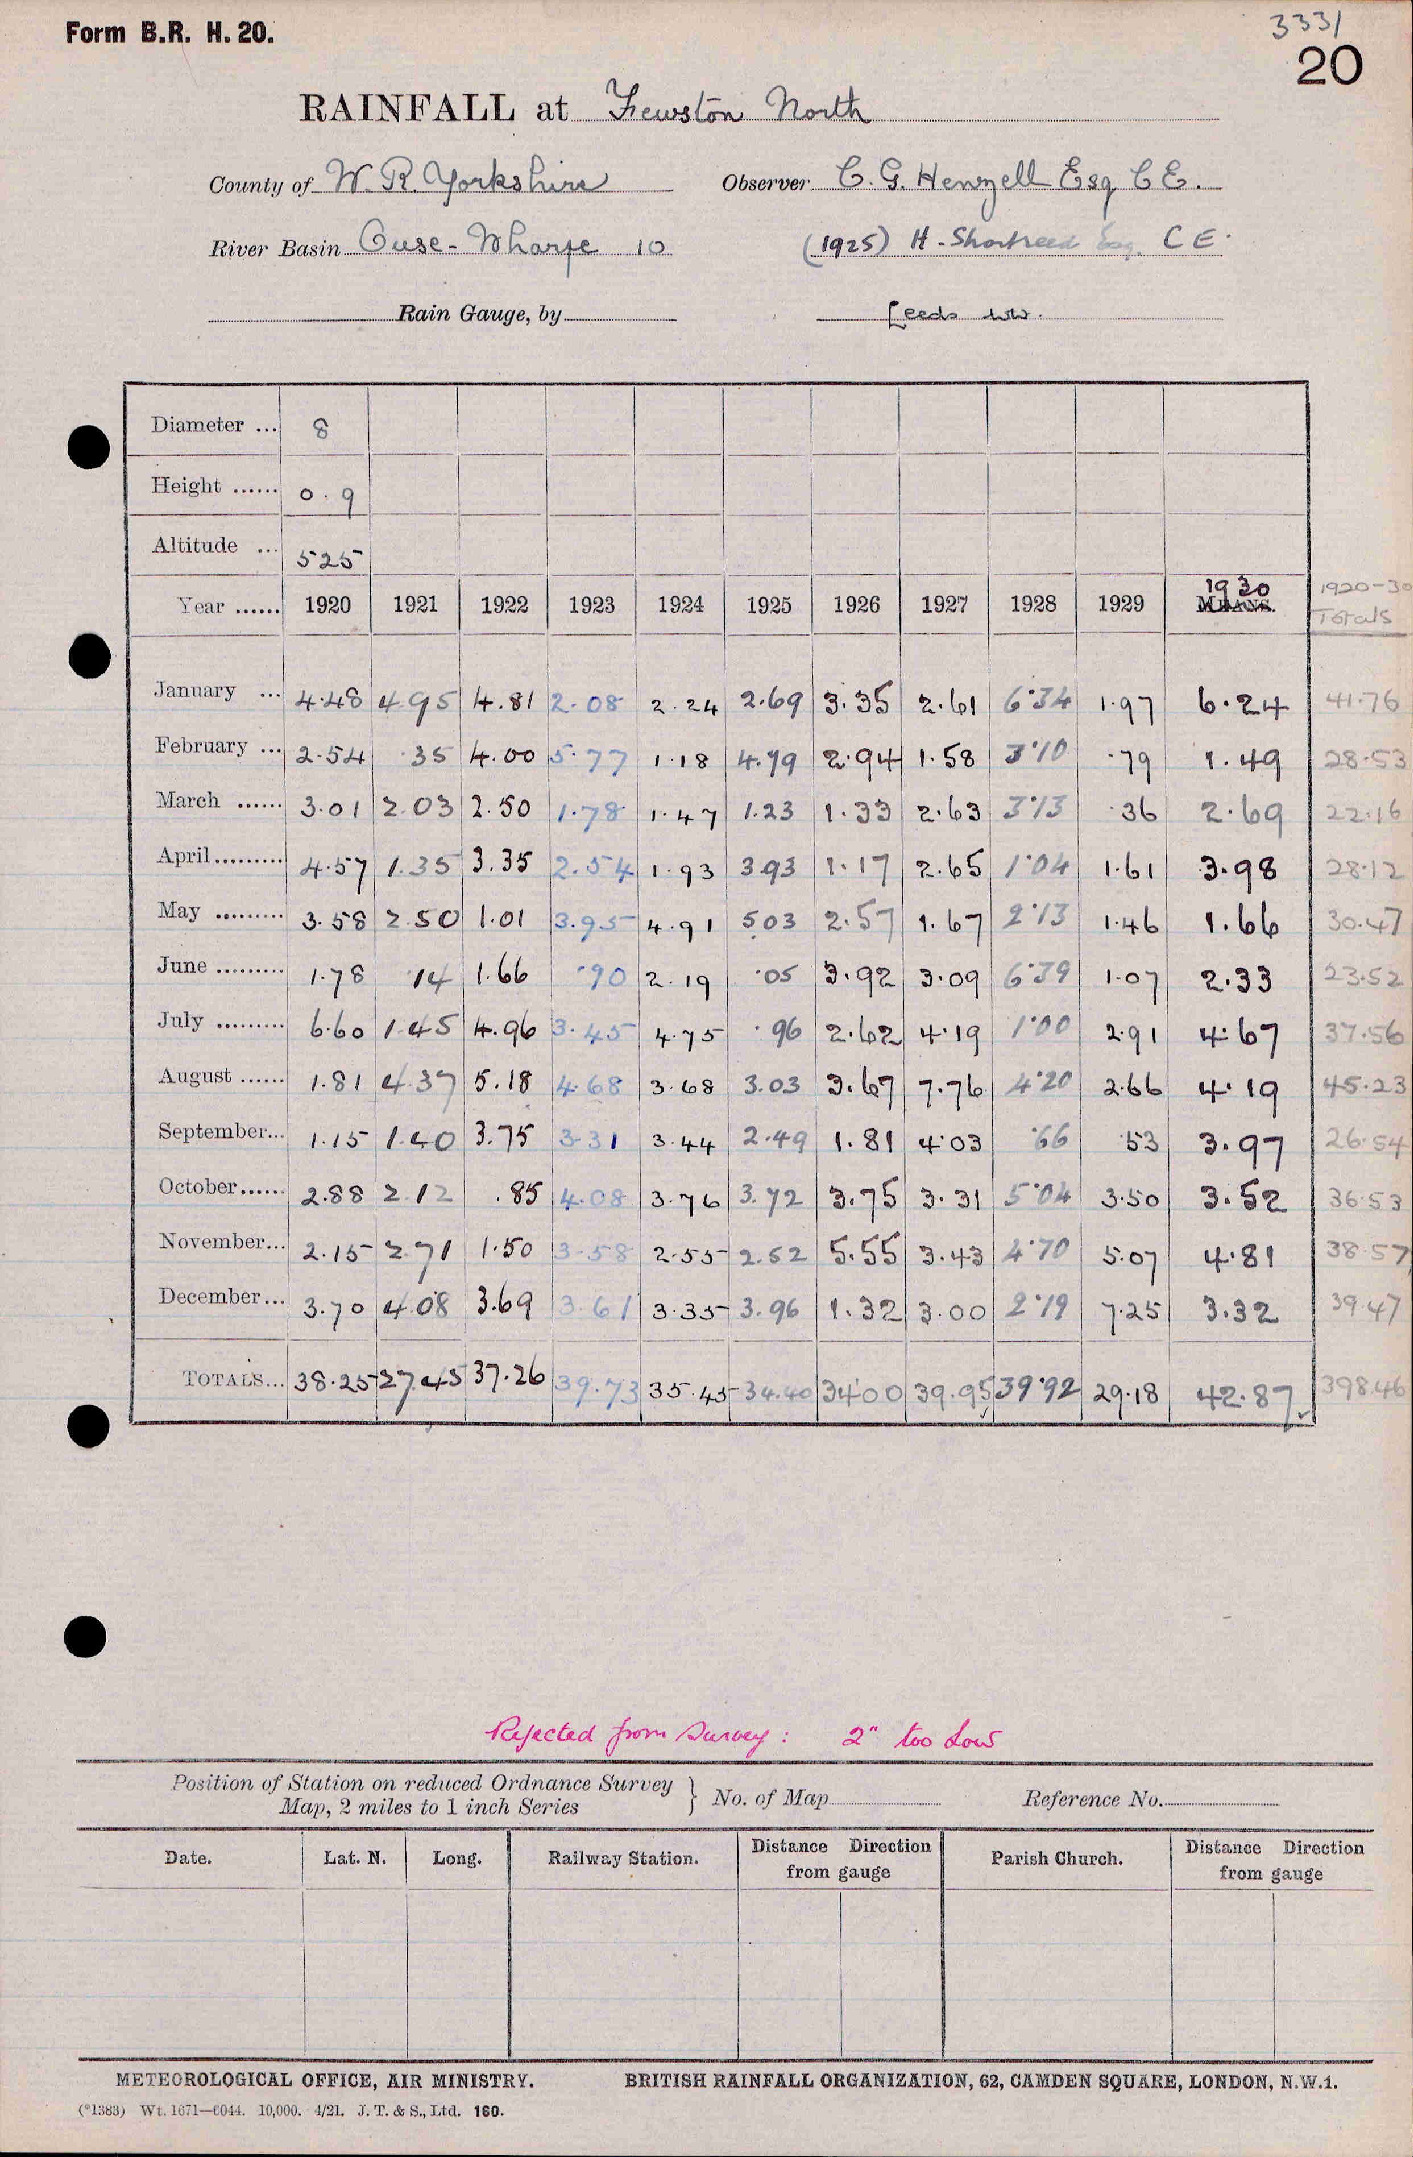 Form B.R. H. 20.
3331
20
RAINFALL at Fewston North
County of W. R. Yorkshire Observer C. G. Henzell Esq C E.
River Basin Ouse - Wharfe 10 (1925) H - Shortreed Esq. C E.
Rain Gauge, by Leeds WW.
Diameter ... 8
Height ...... 0.9
Altitude ... 525
Year ...... 1920 1921 1922 1923 1924 1925 1926 1927 1928 1929 1930 MEANS. 1920-30 Totals
January ... 4.48 4.95 4.81 2.08 2.24 2.69 3.35 2.61 6.34 1.97 6.24 41.76
February ... 2.54 .35 4.00 5.77 1.18 4.79 2.94 1.58 3.10 .79 1.49 28.53
March ...... 3.01 2.03 2.50 1.78 1.47 1.23 1.33 2.63 3.13 .36 2.69 22.16
April......... 4.57 1.35 3.35 2.54 1.93 3.93 1.17 2.65 1.04 1.61 3.98 28.12
May ......... 3.58 2.50 1.01 3.95 4.91 5.03 2.57 1.67 2.13 1.46 1.66 30.47
June ......... 1.78 .14 1.66 .90 2.19 .05 3.92 3.09 6.39 1.07 2.33 23.52
July ......... 6.60 1.45 4.96 3.45 4.75 .96 2.62 4.19 1.00 2.91 4.67 37.56
August ...... 1.81 4.37 5.18 4.68 3.68 3.03 3.67 7.76 4.20 2.66 4.19 45.23
September... 1.15 1.40 3.75 3.31 3.44 2.49 1.81 4.03 .66 .53 3.97 26.54
October...... 2.88 2.12 .85 4.08 3.76 3.72 3.75 3.31 5.04 3.50 3.52 36.53
November... 2.15 2.71 1.50 3.58 2.55 2.52 5.55 3.43 4.70 5.07 4.81 38.57
December... 3.70 4.08 3.69 3.61 3.35 3.96 1.32 3.00 2.19 7.25 3.32 39.47
TOTALS... 38.25 27.45 37.26 39.73 35.45 34.40 34.00 39.95 39.92 29.18 42.87 398.46
Rejected from Survey : 2" too low
Position of Station on reduced Ordnance Survey
Map, 2 miles to 1 inch Series } No. of Map Reference No.
Date. Lat. N. Long. Railway Station. Distance Direction from gauge Parish Church. Distance Direction from gauge
METEOROLOGICAL OFFICE, AIR MINISTRY. BRITISH RAINFALL ORGANIZATION, 62, CAMDEN SQUARE, LONDON, N.W.1.
(*1383) Wt. 1671—6044. 10,000. 4/21. J. T. & S., Ltd. 160.